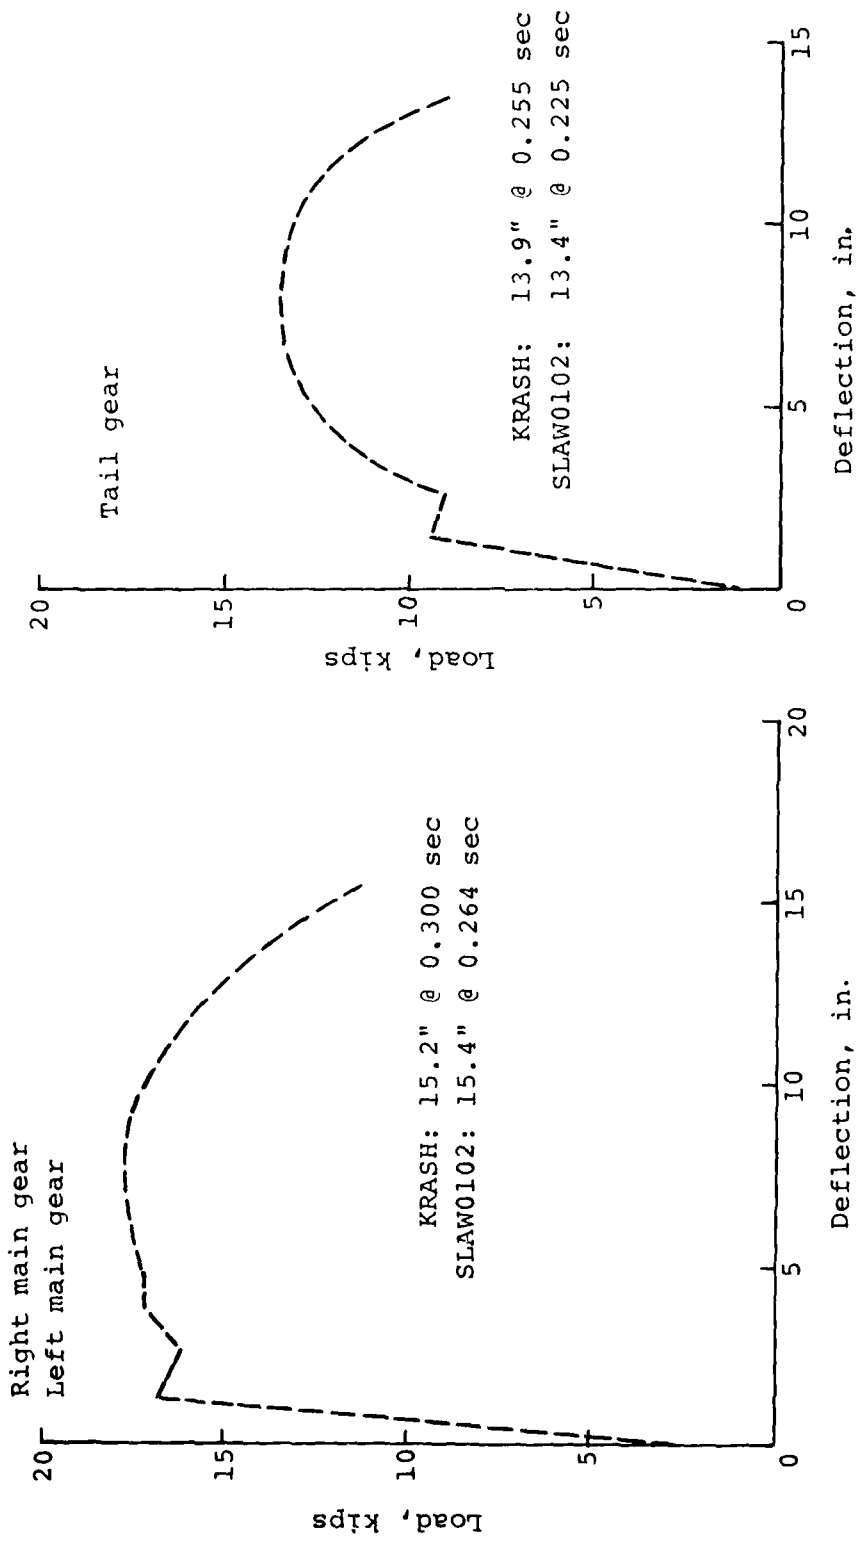 Right main gear
Left main gear
Load, kips
20
15
10
5
0
5
10
15
20
KRASH: 15.2" @ 0.300 sec
SLAW0102: 15.4" @ 0.264 sec
Deflection, in.
Tail gear
Load, kips
20
15
10
5
0
5
10
15
KRASH: 13.9" @ 0.255 sec
SLAW0102: 13.4" @ 0.225 sec
Deflection, in.